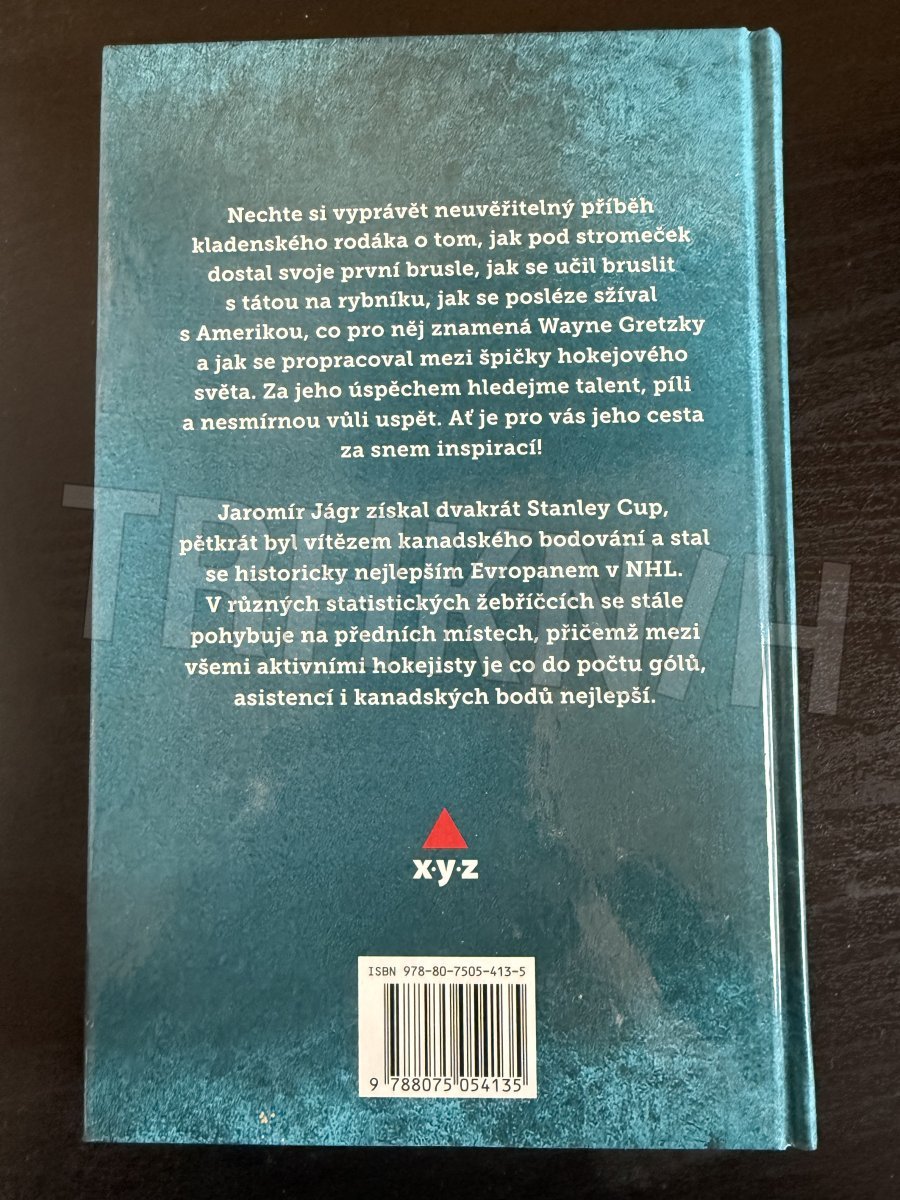 Nechte si vyprávět neuvěřitelný příběh
kladenského rodáka o tom, jak pod stromeček
dostal svoje první brusle, jak se učil bruslit
s tátou na rybníku, jak se posléze sžíval
s Amerikou, co pro něj znamená Wayne Gretzky
a jak se propracoval mezi špičky hokejového
světa. Za jeho úspěchem hledejme talent, píli
a nesmírnou vůli uspět. Ať je pro vás jeho cesta
za snem inspirací!
Jaromír Jágr získal dvakrát Stanley Cup,
pětkrát byl vítězem kanadského bodování a stal
se historicky nejlepším Evropanem v NHL.
V různých statistických žebříčcích se stále
pohybuje na předních místech, přičemž mezi
všemi aktivními hokejisty je co do počtu gólů,
asistencí i kanadských bodů nejlepší.
x·y·z
ISBN 978-80-7505-413-5
9 788075 054135